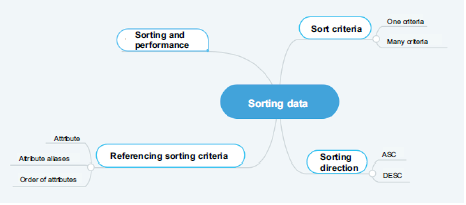 Sorting and
performance
Sort criteria
One criteria
Many criteria
Sorting data
Attribute
Attribute aliases
Order of attributes
Referencing sorting criteria
Sorting
direction
ASC
DESC